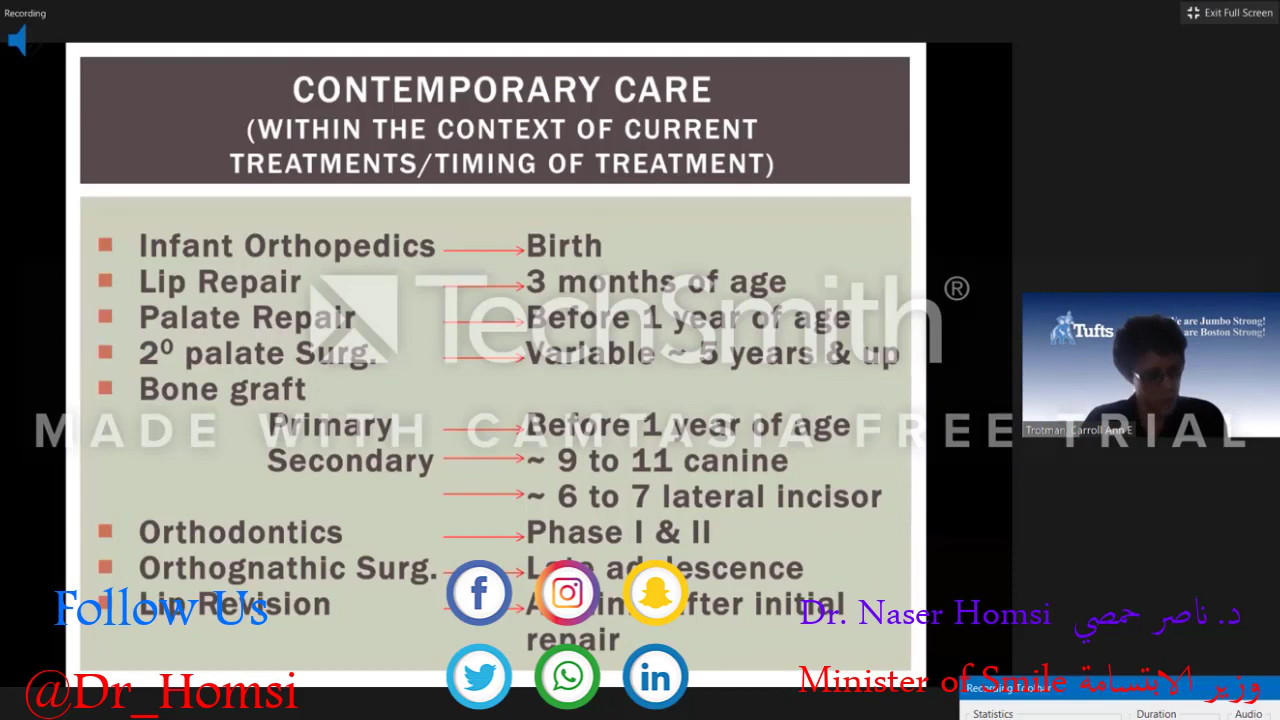 Recording
Exit Full Screen
CONTEMPORARY CARE
(WITHIN THE CONTEXT OF CURRENT
TREATMENTS/TIMING OF TREATMENT)
Infant Orthopedics Birth
Lip Repair 3 months of age
Palate Repair Before 1 year of age
2⁰ palate Surg. Variable ~ 5 years & up
Bone graft
Primary Before 1 year of age
Secondary ~ 9 to 11 canine
~ 6 to 7 lateral incisor
Orthodontics Phase I & II
Orthognathic Surg. Late adolescence
Lip Revision after initial
repair
TechSmith®
MADE WITH CAMTASIA FREE TRIAL
Tufts
We are Jumbo Strong!
are Boston Strong!
Trotman, Carroll Ann E
Follow Us
@Dr_Homsi
Dr. Naser Homsi د. ناصر حمصي
Minister of Smile وزير الابتسامة
Recording Toolbar
Statistics Duration Audio